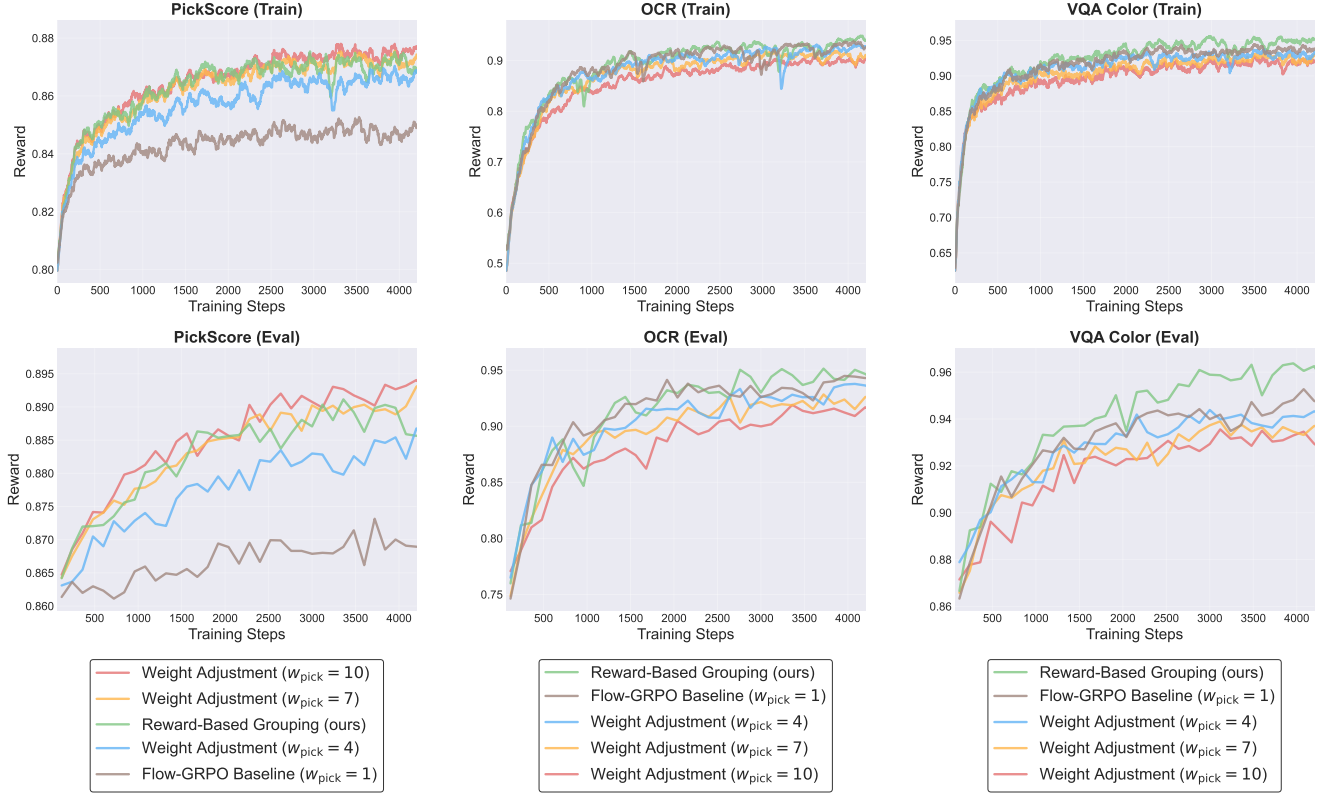 PickScore (Train)
OCR (Train)
VQA Color (Train)
Reward
0.88
0.86
0.84
0.82
0.80
0 500 1000 1500 2000 2500 3000 3500 4000
Training Steps
Reward
0.9
0.8
0.7
0.6
0.5
0 500 1000 1500 2000 2500 3000 3500 4000
Training Steps
Reward
0.95
0.90
0.85
0.80
0.75
0.70
0.65
0 500 1000 1500 2000 2500 3000 3500 4000
Training Steps
PickScore (Eval)
OCR (Eval)
VQA Color (Eval)
Reward
0.895
0.890
0.885
0.880
0.875
0.870
0.865
0.860
500 1000 1500 2000 2500 3000 3500 4000
Training Steps
Reward
0.95
0.90
0.85
0.80
0.75
500 1000 1500 2000 2500 3000 3500 4000
Training Steps
Reward
0.96
0.94
0.92
0.90
0.88
0.86
500 1000 1500 2000 2500 3000 3500 4000
Training Steps
Weight Adjustment (w_pick = 10)
Weight Adjustment (w_pick = 7)
Reward-Based Grouping (ours)
Weight Adjustment (w_pick = 4)
Flow-GRPO Baseline (w_pick = 1)
Reward-Based Grouping (ours)
Flow-GRPO Baseline (w_pick = 1)
Weight Adjustment (w_pick = 4)
Weight Adjustment (w_pick = 7)
Weight Adjustment (w_pick = 10)
Reward-Based Grouping (ours)
Flow-GRPO Baseline (w_pick = 1)
Weight Adjustment (w_pick = 4)
Weight Adjustment (w_pick = 7)
Weight Adjustment (w_pick = 10)